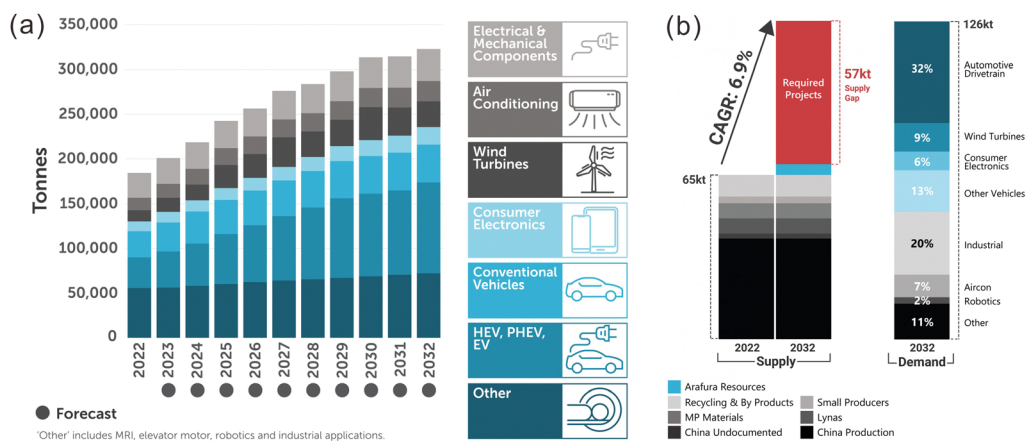 (a)
350,000
300,000
250,000
200,000
150,000
100,000
50,000
0
Tonnes
2022
2023
2024
2025
2026
2027
2028
2029
2030
2031
2032
Forecast
'Other' includes MRI, elevator motor, robotics and industrial applications.
Electrical &
Mechanical
Components
Air
Conditioning
Wind
Turbines
Consumer
Electronics
Conventional
Vehicles
HEV, PHEV,
EV
Other
(b)
65kt
CAGR: 6.9%
Required
Projects
57kt
Supply
Gap
2022
2032
Supply
126kt
32%
Automotive
Drivetrain
9%
Wind Turbines
6%
Consumer
Electronics
13%
Other Vehicles
20%
Industrial
7%
Aircon
2%
Robotics
11%
Other
2032
Demand
Arafura Resources
Recycling & By Products
Small Producers
MP Materials
Lynas
China Undocumented
China Production